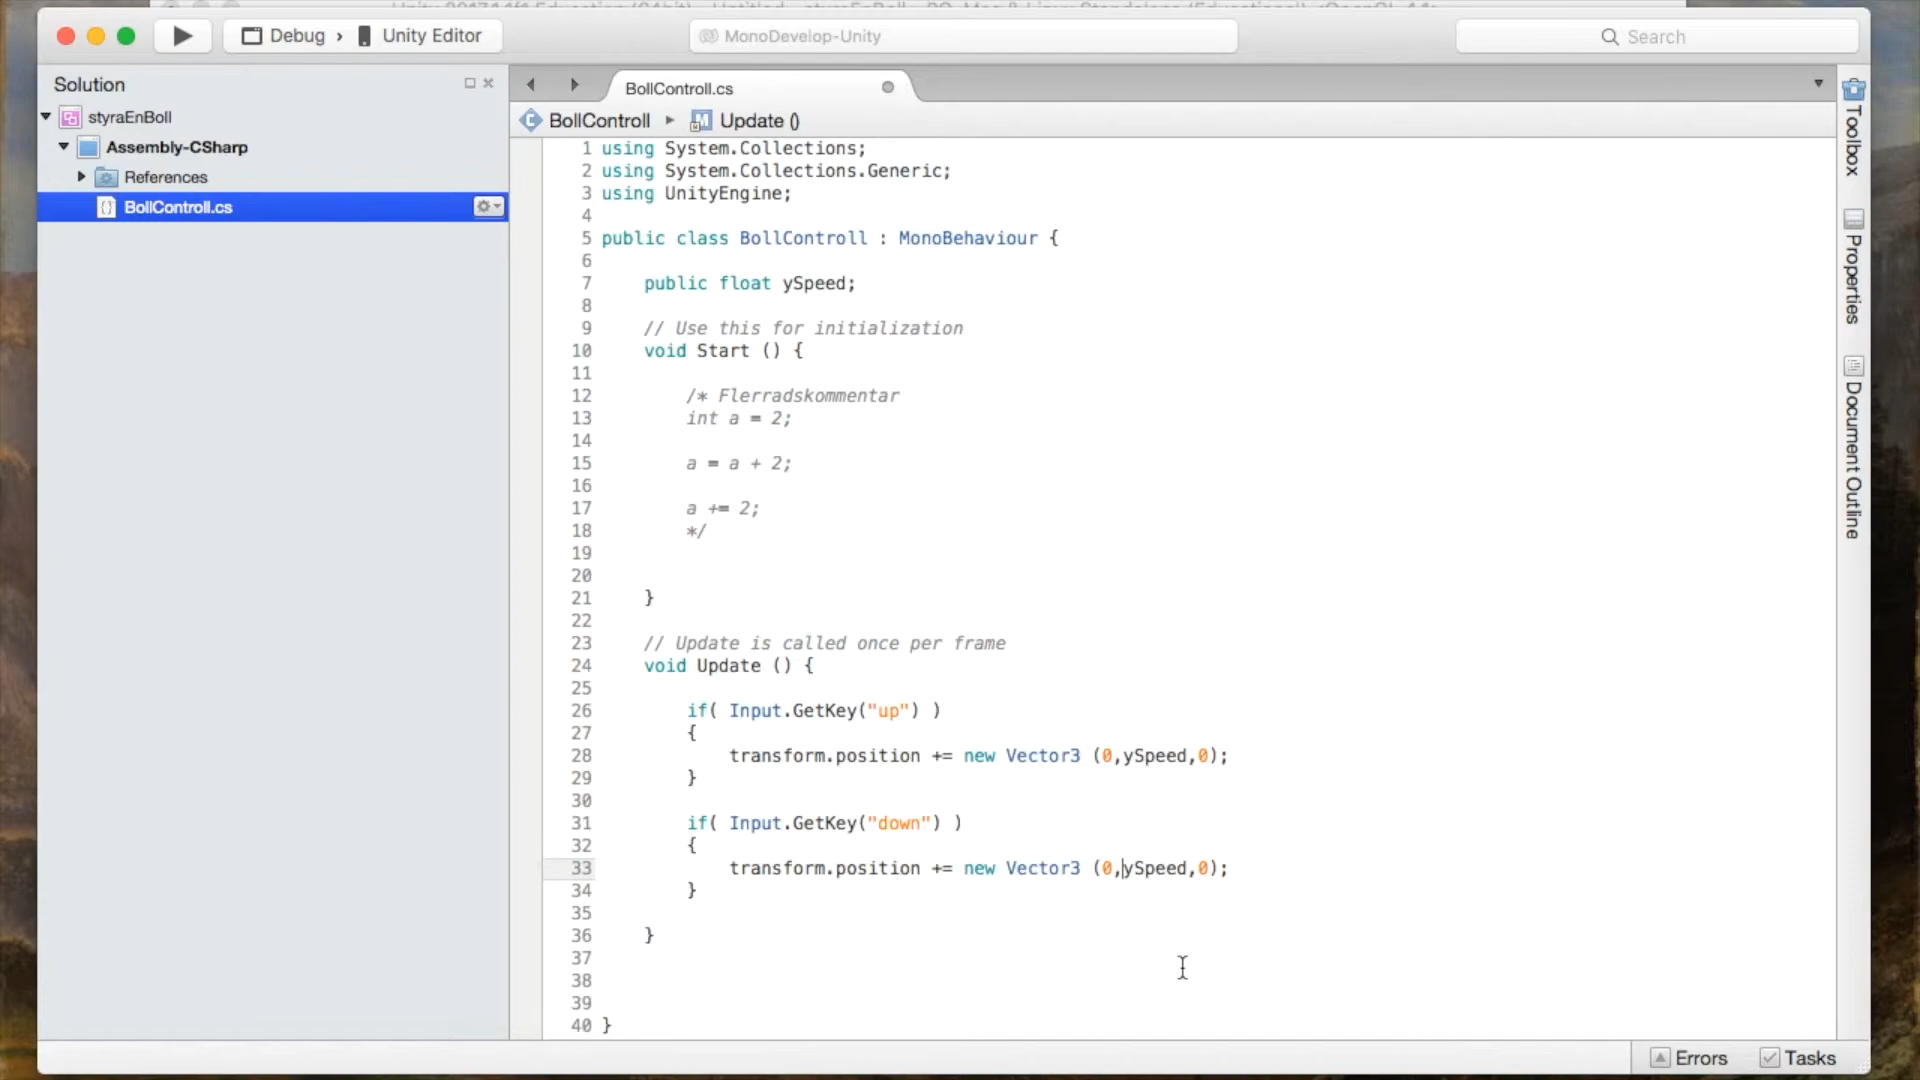 Debug › Unity Editor
MonoDevelop-Unity
Search
Solution
styraEnBoll
Assembly-CSharp
References
BollControll.cs
BollControll.cs
BollControll ▸ Update ()
1 using System.Collections;
2 using System.Collections.Generic;
3 using UnityEngine;
4
5 public class BollControll : MonoBehaviour {
6
7 public float ySpeed;
8
9 // Use this for initialization
10 void Start () {
11
12 /* Flerradskommentar
13 int a = 2;
14
15 a = a + 2;
16
17 a += 2;
18 */
19
20
21 }
22
23 // Update is called once per frame
24 void Update () {
25
26 if( Input.GetKey("up") )
27 {
28 transform.position += new Vector3 (0,ySpeed,0);
29 }
30
31 if( Input.GetKey("down") )
32 {
33 transform.position += new Vector3 (0,ySpeed,0);
34 }
35
36 }
37
38
39
40 }
Toolbox
Properties
Document Outline
Errors
Tasks